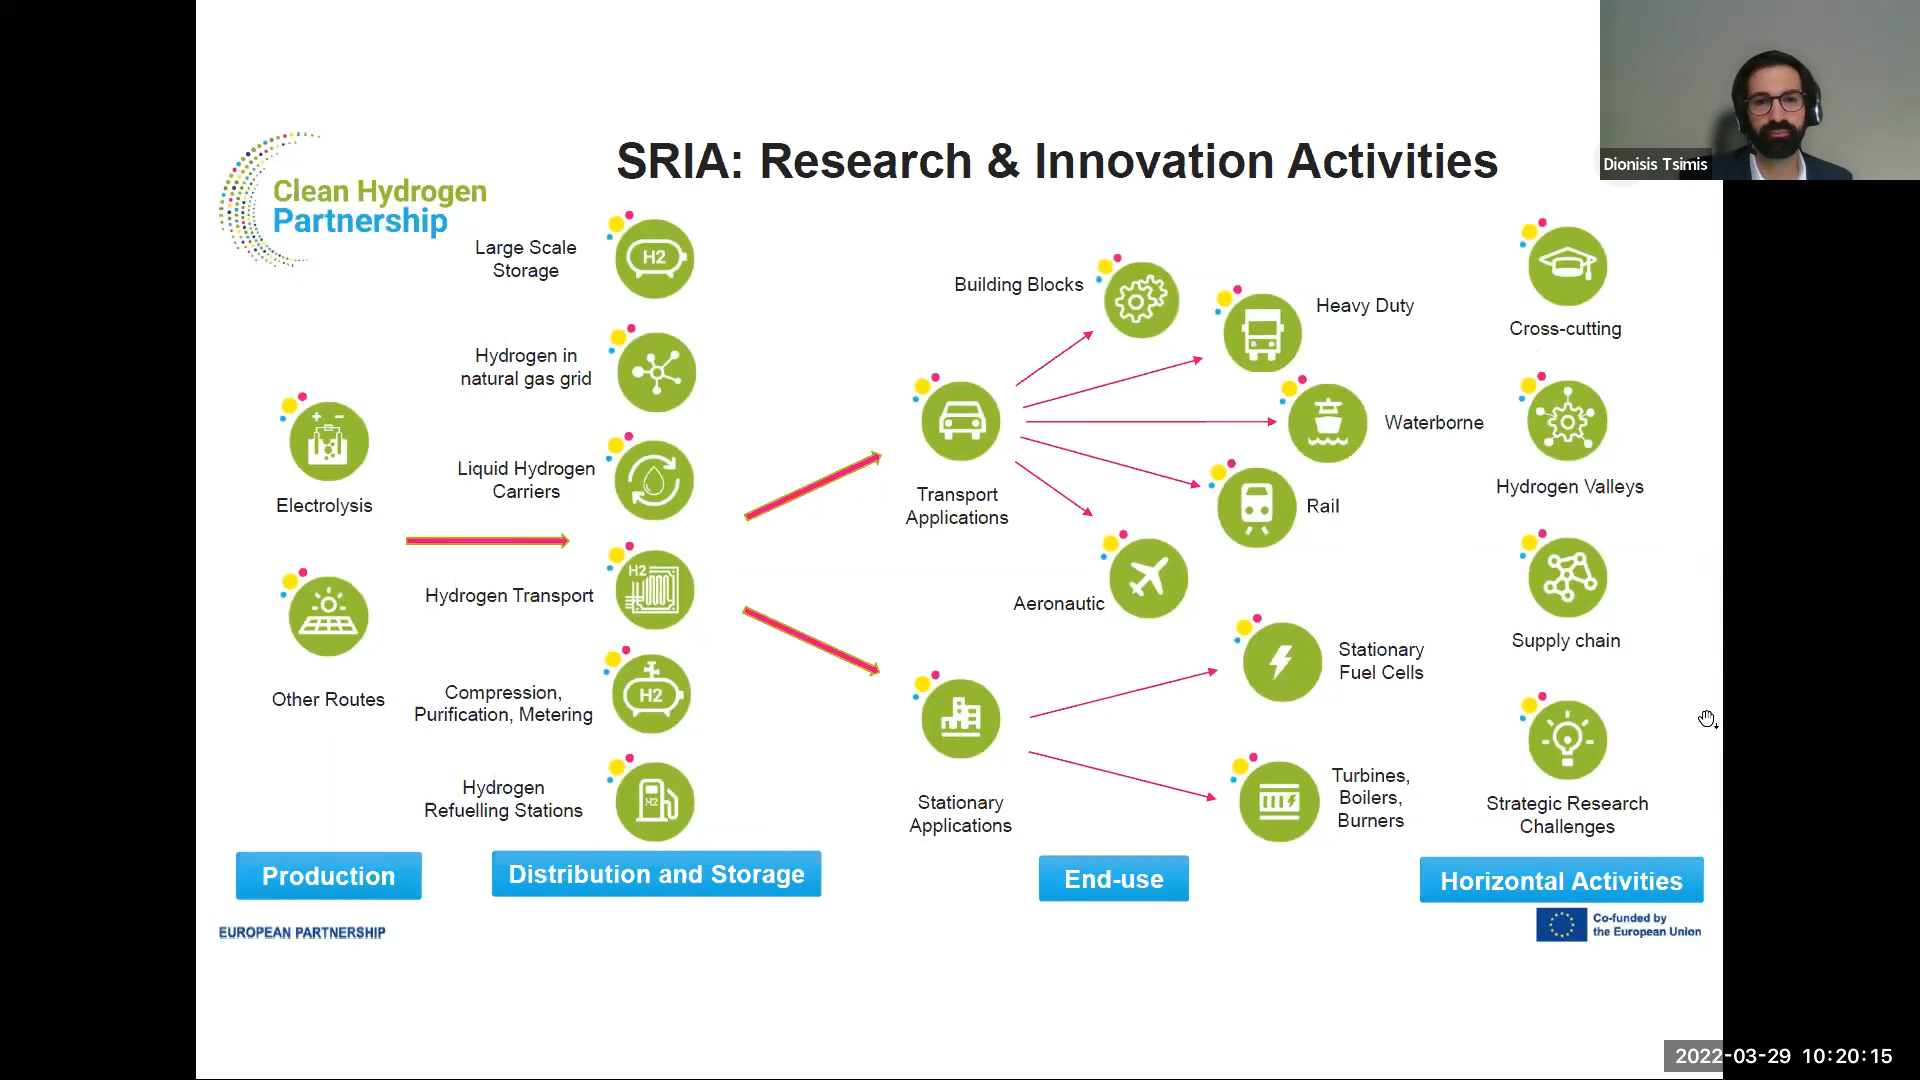 SRIA: Research & Innovation Activities
Dionisis Tsimis
Clean Hydrogen
Partnership
Electrolysis
Other Routes
Production
Large Scale
Storage
H2
Hydrogen in
natural gas grid
Liquid Hydrogen
Carriers
Hydrogen Transport
H2
Compression,
Purification, Metering
H2
Hydrogen
Refuelling Stations
H2
Distribution and Storage
Transport
Applications
Building Blocks
Heavy Duty
Waterborne
Rail
Aeronautic
Stationary
Applications
Stationary
Fuel Cells
Turbines,
Boilers,
Burners
End-use
Cross-cutting
Hydrogen Valleys
Supply chain
Strategic Research
Challenges
Horizontal Activities
EUROPEAN PARTNERSHIP
Co-funded by
the European Union
2022-03-29 10:20:15